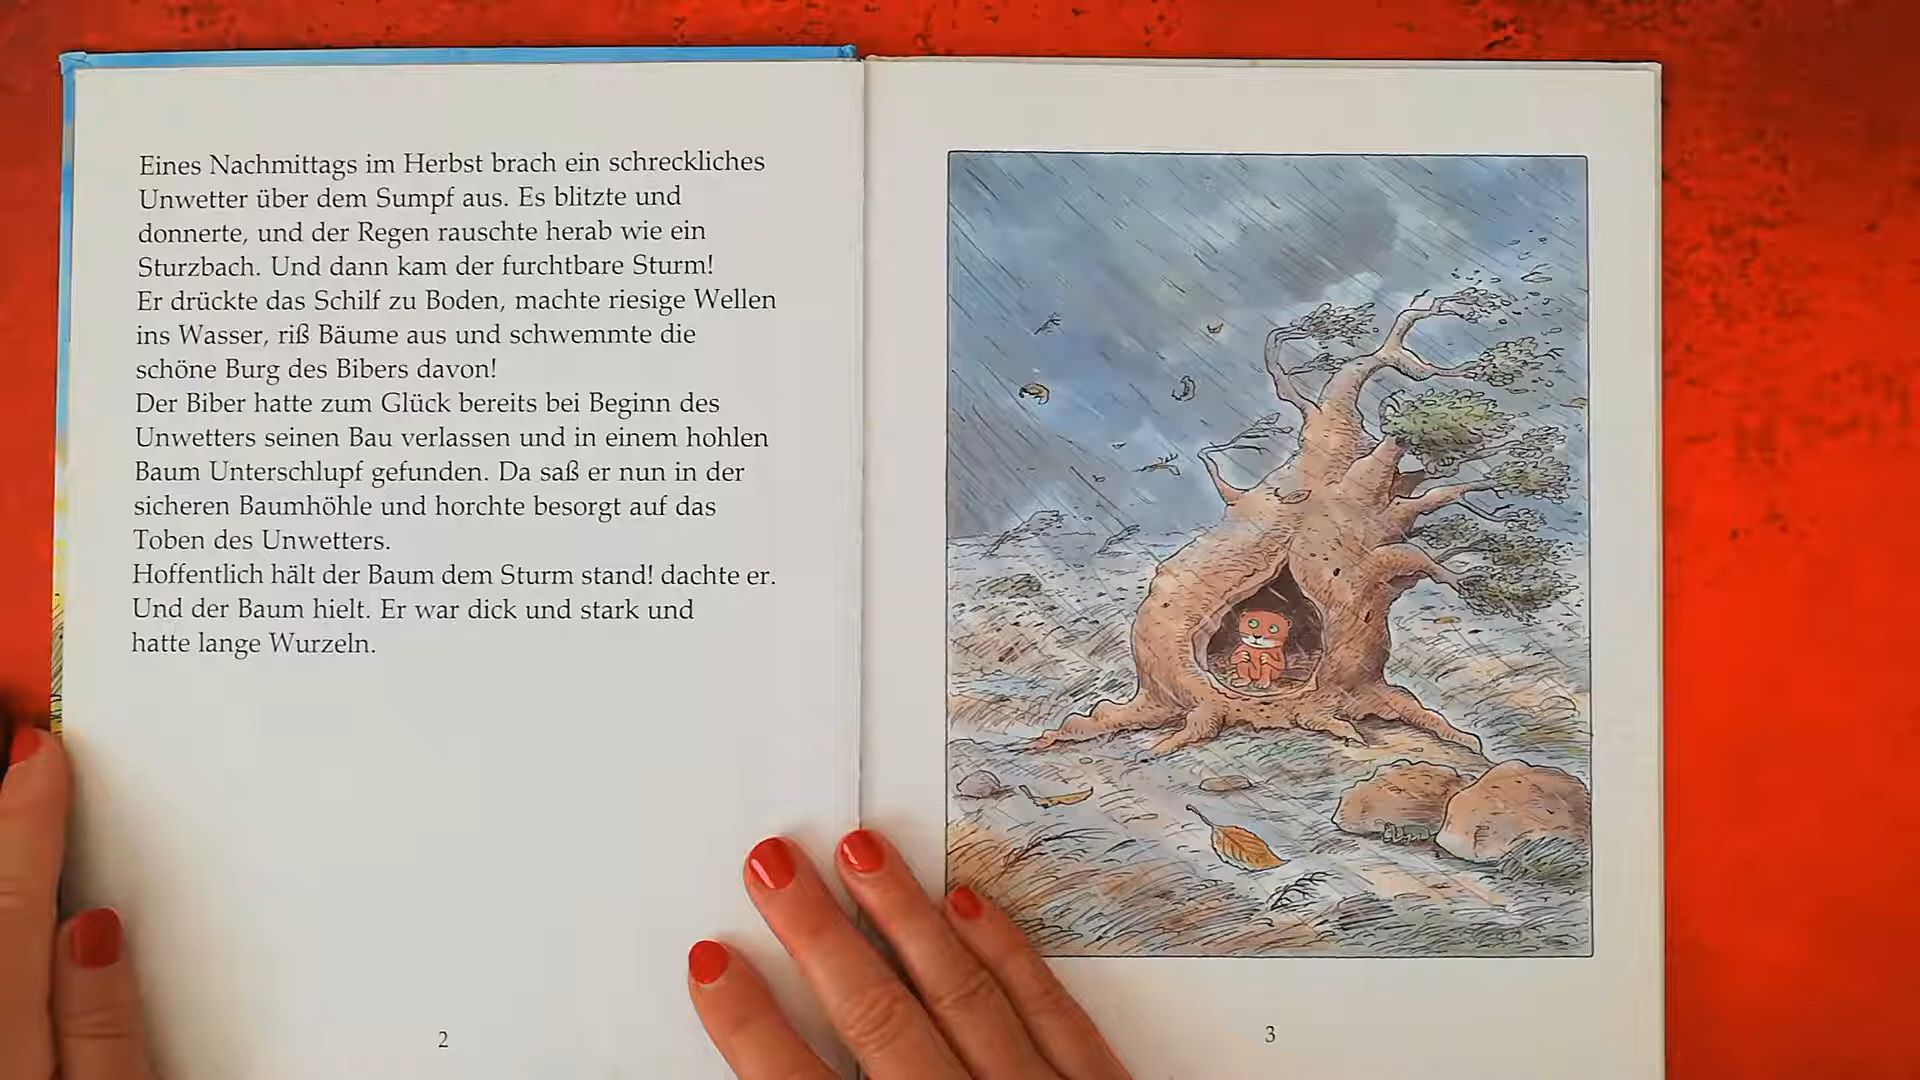 Eines Nachmittags im Herbst brach ein schreckliches
Unwetter über dem Sumpf aus. Es blitzte und
donnerte, und der Regen rauschte herab wie ein
Sturzbach. Und dann kam der furchtbare Sturm!
Er drückte das Schilf zu Boden, machte riesige Wellen
ins Wasser, riß Bäume aus und schwemmte die
schöne Burg des Bibers davon!
Der Biber hatte zum Glück bereits bei Beginn des
Unwetters seinen Bau verlassen und in einem hohlen
Baum Unterschlupf gefunden. Da saß er nun in der
sicheren Baumhöhle und horchte besorgt auf das
Toben des Unwetters.
Hoffentlich hält der Baum dem Sturm stand! dachte er.
Und der Baum hielt. Er war dick und stark und
hatte lange Wurzeln.
2
3